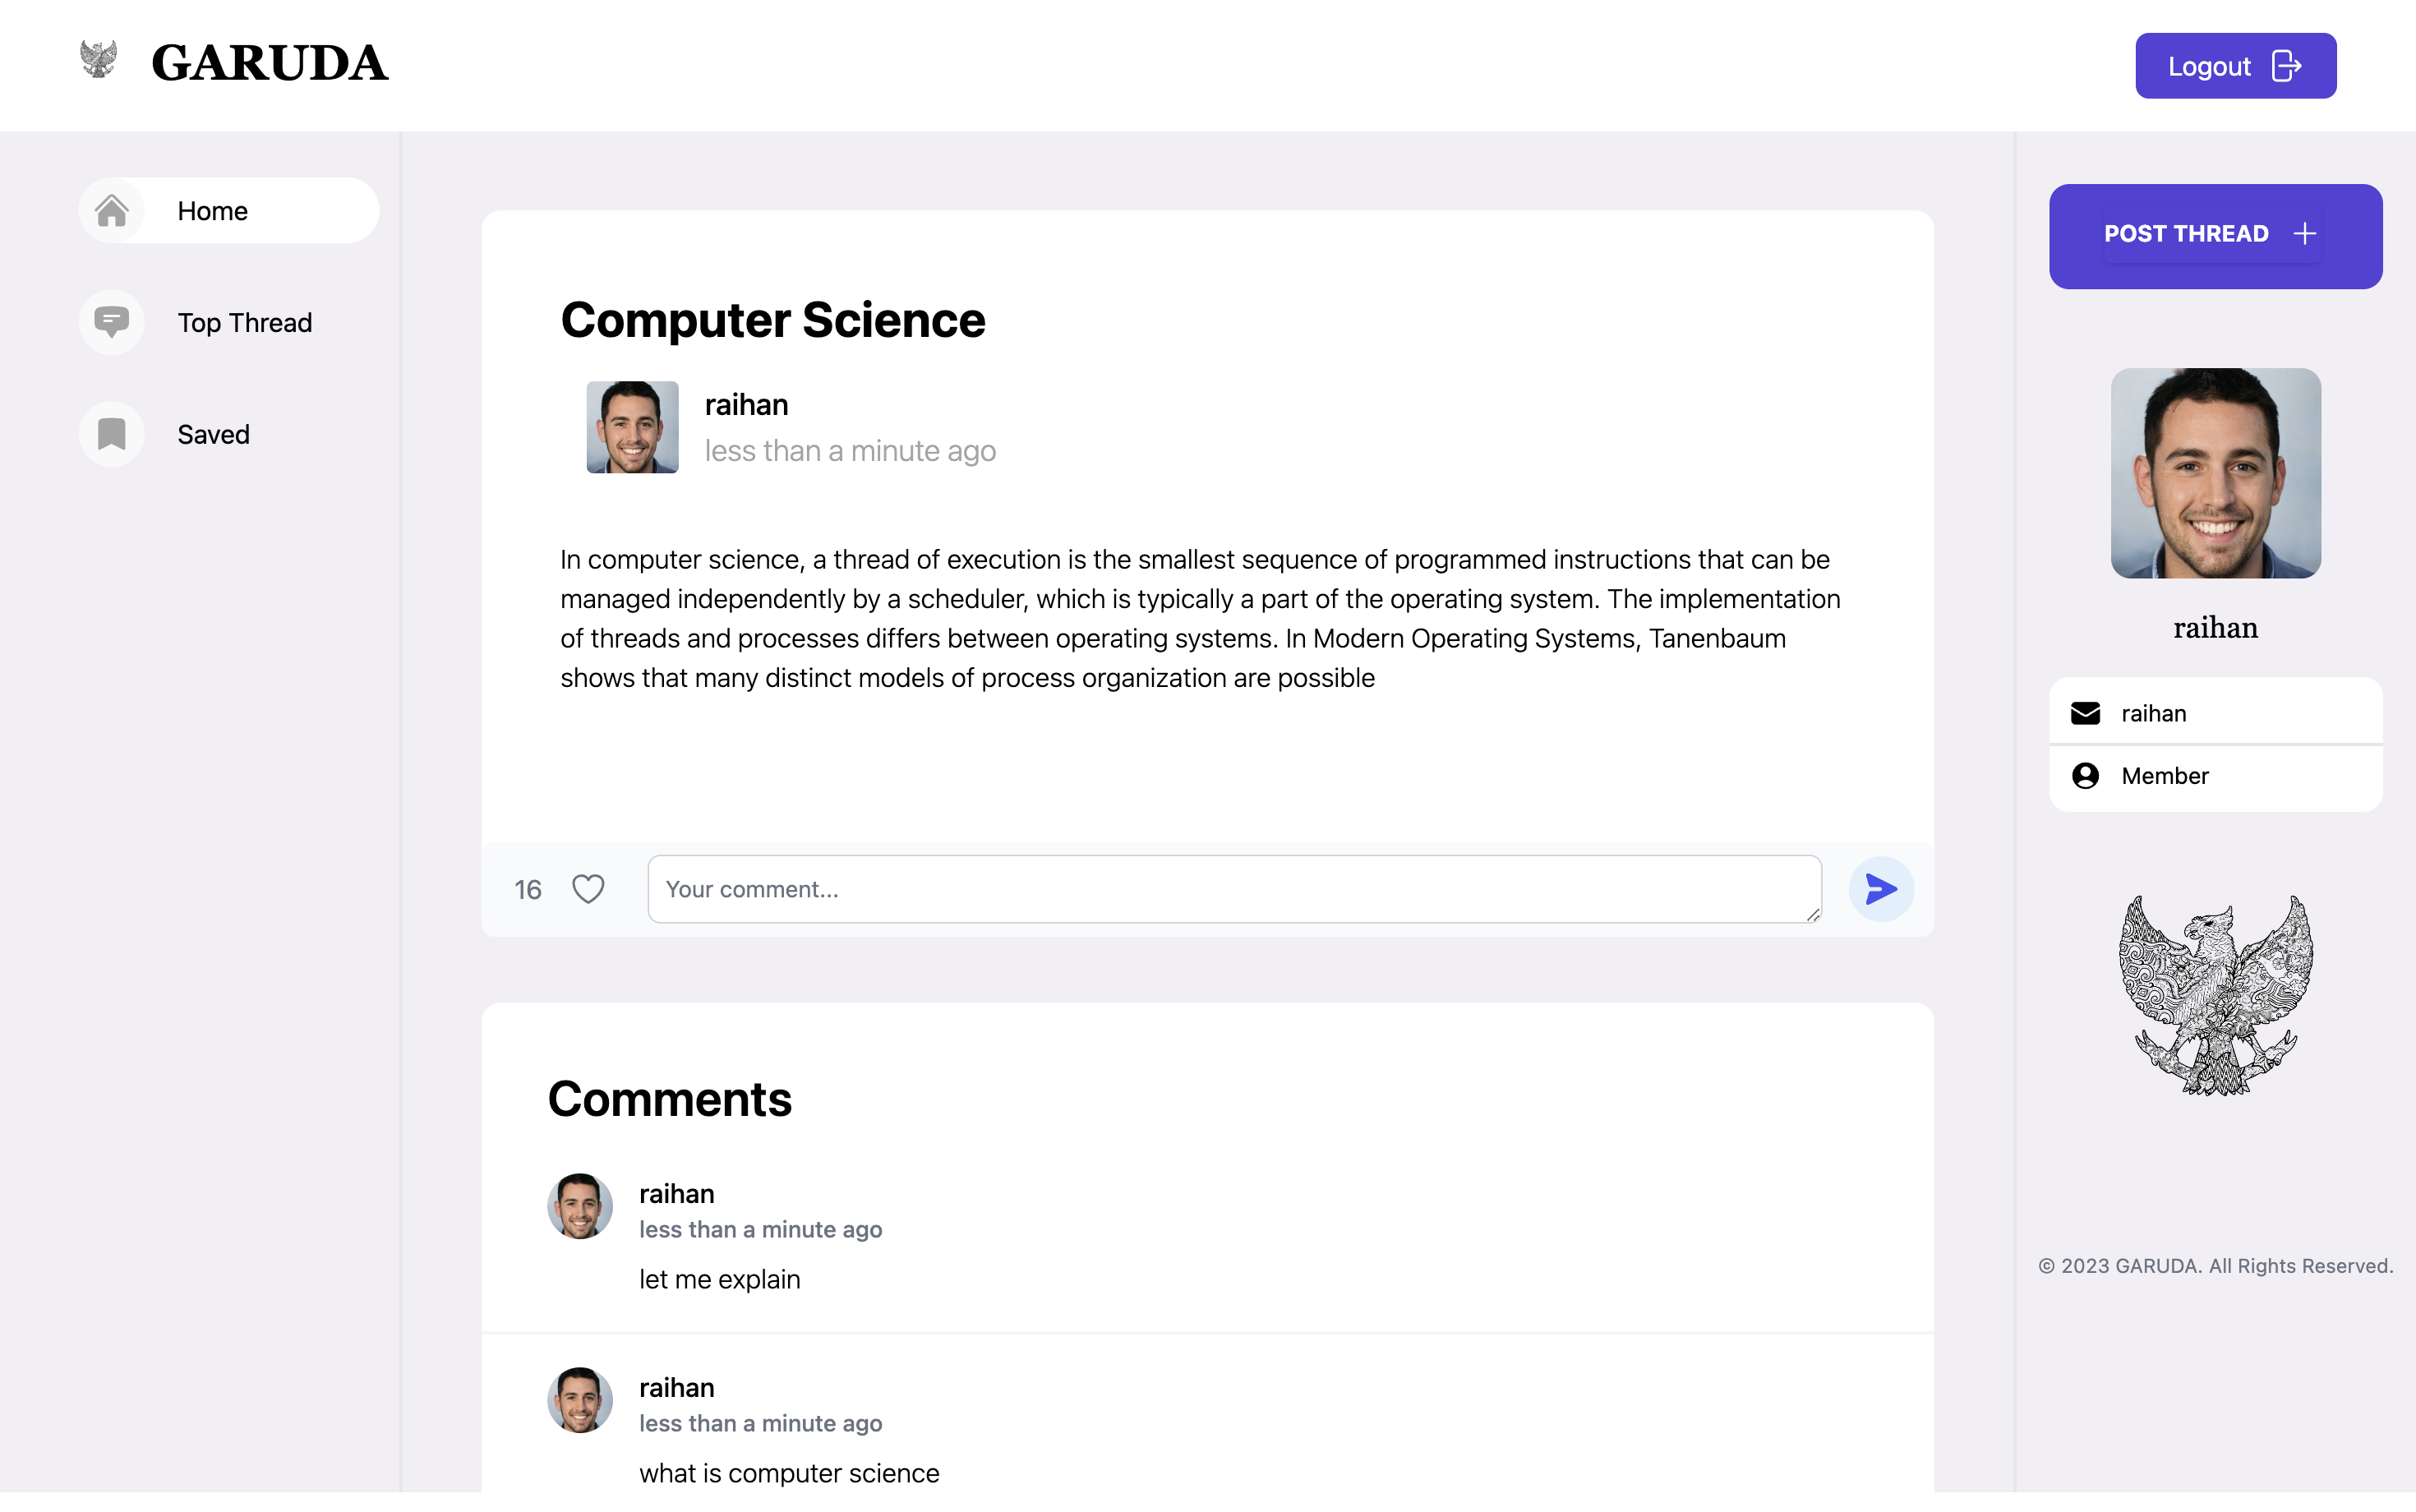 GARUDA
Logout
Home
Top Thread
Saved
Computer Science
raihan
less than a minute ago
In computer science, a thread of execution is the smallest sequence of programmed instructions that can be
managed independently by a scheduler, which is typically a part of the operating system. The implementation
of threads and processes differs between operating systems. In Modern Operating Systems, Tanenbaum
shows that many distinct models of process organization are possible
16
Your comment...
Comments
raihan
less than a minute ago
let me explain
raihan
less than a minute ago
what is computer science
POST THREAD
raihan
raihan
Member
© 2023 GARUDA. All Rights Reserved.